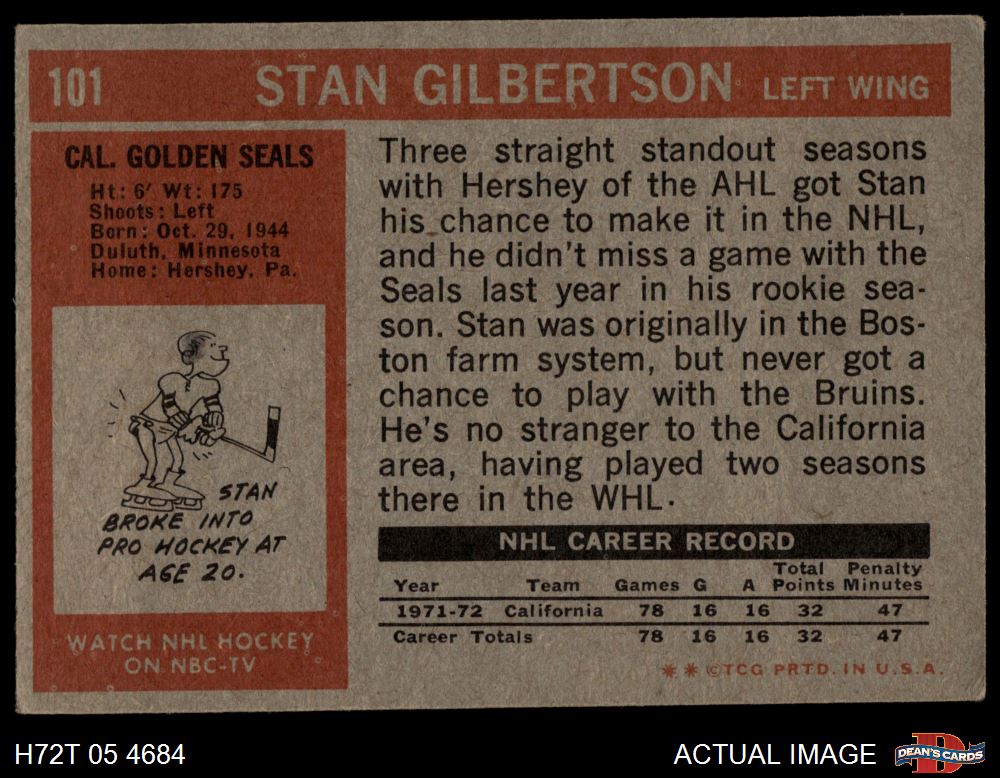 101 STAN GILBERTSON LEFT WING
CAL. GOLDEN SEALS
Ht: 6' Wt: 175
Shoots: Left
Born: Oct. 29, 1944
Duluth, Minnesota
Home: Hershey, Pa.
STAN
BROKE INTO
PRO HOCKEY AT
AGE 20.
WATCH NHL HOCKEY
ON NBC-TV
Three straight standout seasons
with Hershey of the AHL got Stan
his chance to make it in the NHL,
and he didn't miss a game with the
Seals last year in his rookie sea-
son. Stan was originally in the Bos-
ton farm system, but never got a
chance to play with the Bruins.
He's no stranger to the California
area, having played two seasons
there in the WHL.
NHL CAREER RECORD
Year Team Games G A Total Points Penalty Minutes
1971-72 California 78 16 16 32 47
Career Totals 78 16 16 32 47
**©TCG PRTD. IN U.S.A.
H72T 05 4684
ACTUAL IMAGE
D
DEAN'S CARDS